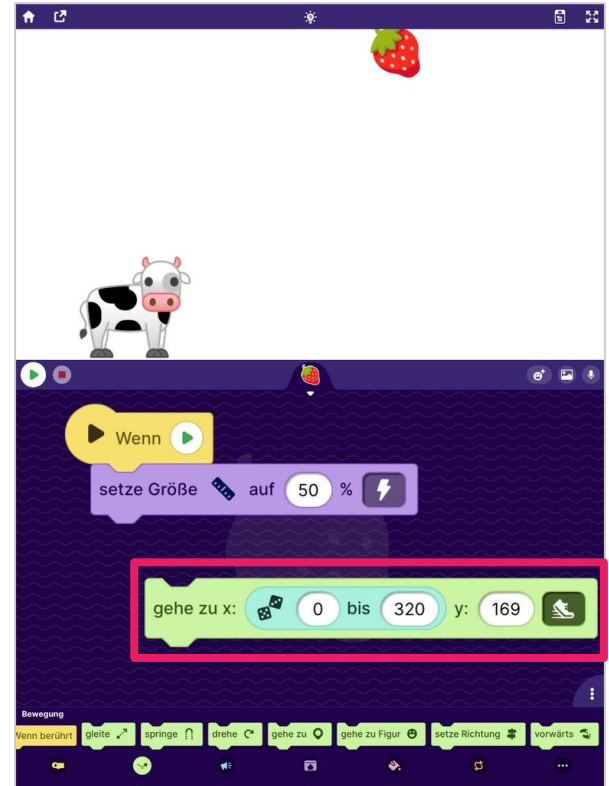 Wenn
setze Größe auf 50 %
gehe zu x: 0 bis 320 y: 169
Bewegung
Wenn berührt gleite springe drehe gehe zu gehe zu Figur setze Richtung vorwärts